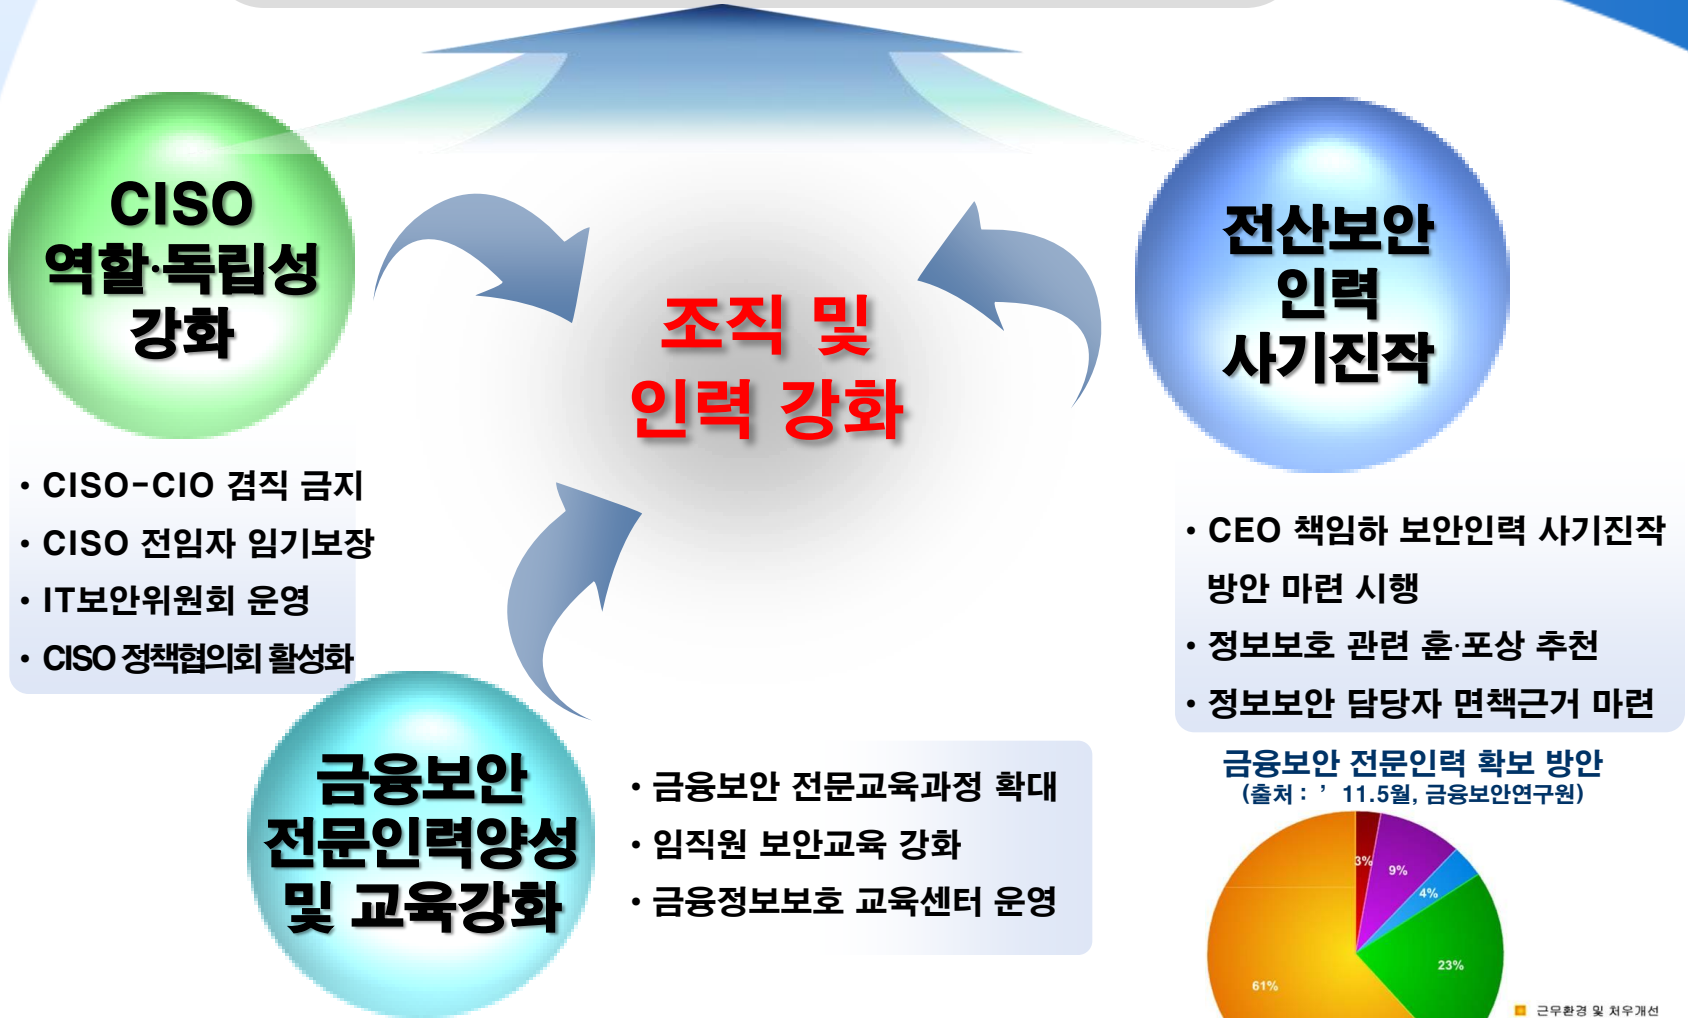 CISO
역할·독립성
강화
• CISO-CIO 겸직 금지
• CISO 전임자 임기보장
• IT보안위원회 운영
• CISO 정책협의회 활성화
조직 및
인력 강화
전산보안
인력
사기진작
• CEO 책임하 보안인력 사기진작
방안 마련 시행
• 정보보호 관련 훈·포상 추천
• 정보보안 담당자 면책근거 마련
금융보안
전문인력양성
및 교육강화
• 금융보안 전문교육과정 확대
• 임직원 보안교육 강화
• 금융정보보호 교육센터 운영
금융보안 전문인력 확보 방안
(출처 : ’ 11.5월, 금융보안연구원)
3%
9%
4%
23%
61%
근무환경 및 처우개선